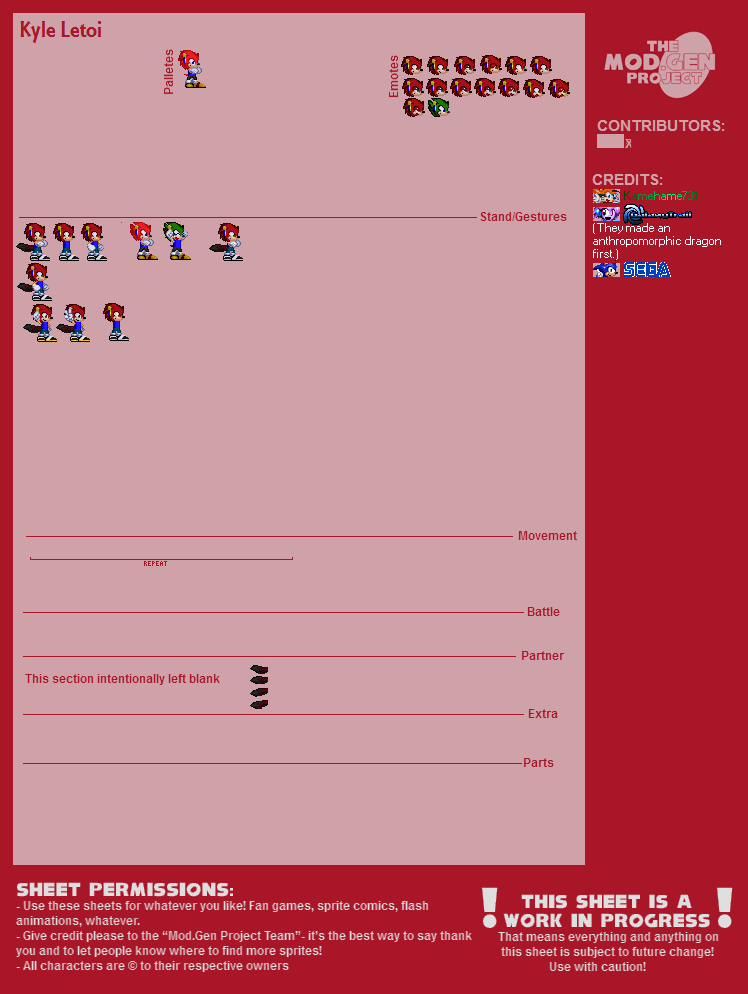 Kyle Letoi
Palletes
Emotes
THE
MOD.GEN
PROJECT
CONTRIBUTORS:
CREDITS:
Kamehame703
(They made an
anthropomorphic dragon
first.)
SEGA
Stand/Gestures
Movement
REPEAT
Battle
Partner
This section intentionally left blank
Extra
Parts
SHEET PERMISSIONS:
- Use these sheets for whatever you like! Fan games, sprite comics, flash
animations, whatever.
- Give credit please to the “Mod.Gen Project Team”- it's the best way to say thank
you and to let people know where to find more sprites!
- All characters are © to their respective owners
! THIS SHEET IS A !
WORK IN PROGRESS
That means everything and anything on
this sheet is subject to future change!
Use with caution!